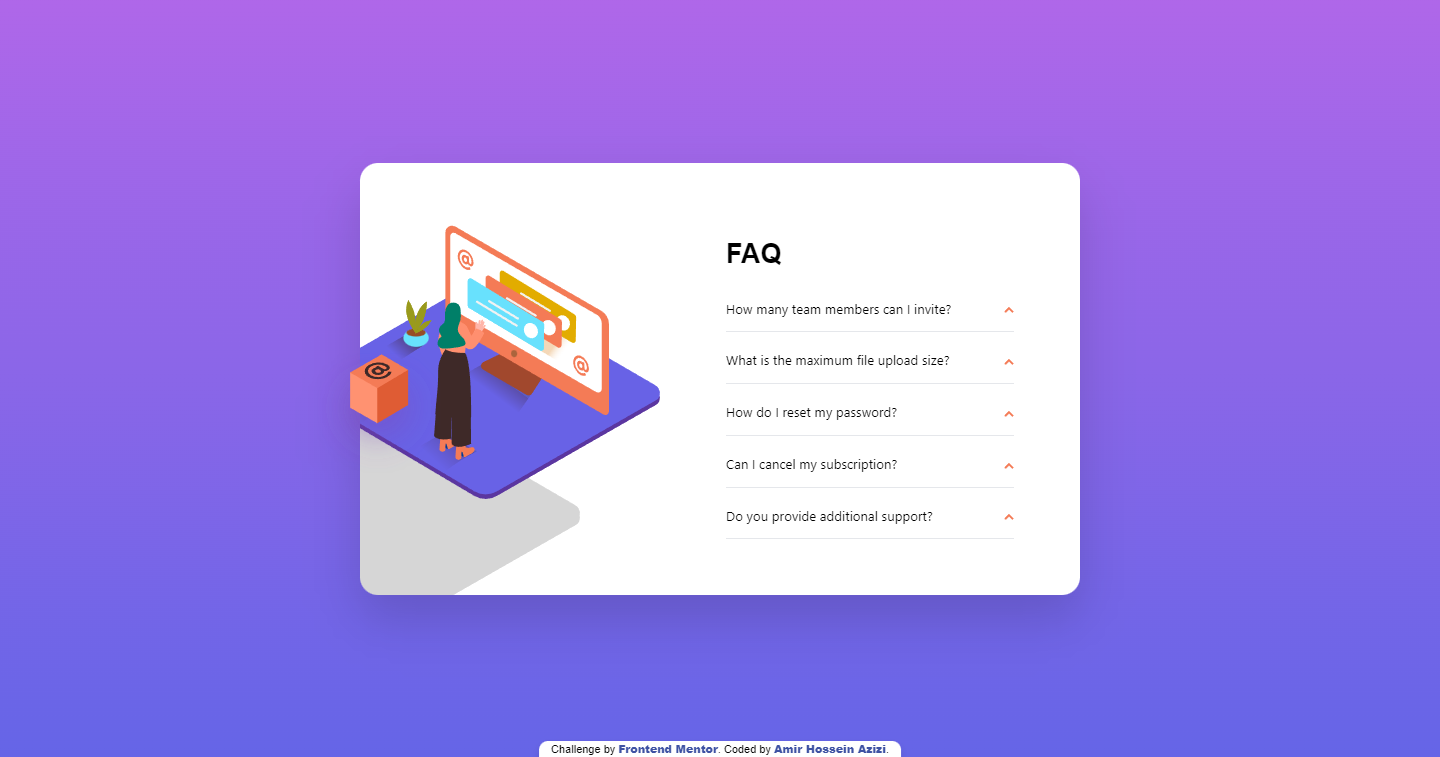 FAQ
How many team members can I invite?
What is the maximum file upload size?
How do I reset my password?
Can I cancel my subscription?
Do you provide additional support?
@
@
@
Challenge by Frontend Mentor. Coded by Amir Hossein Azizi.